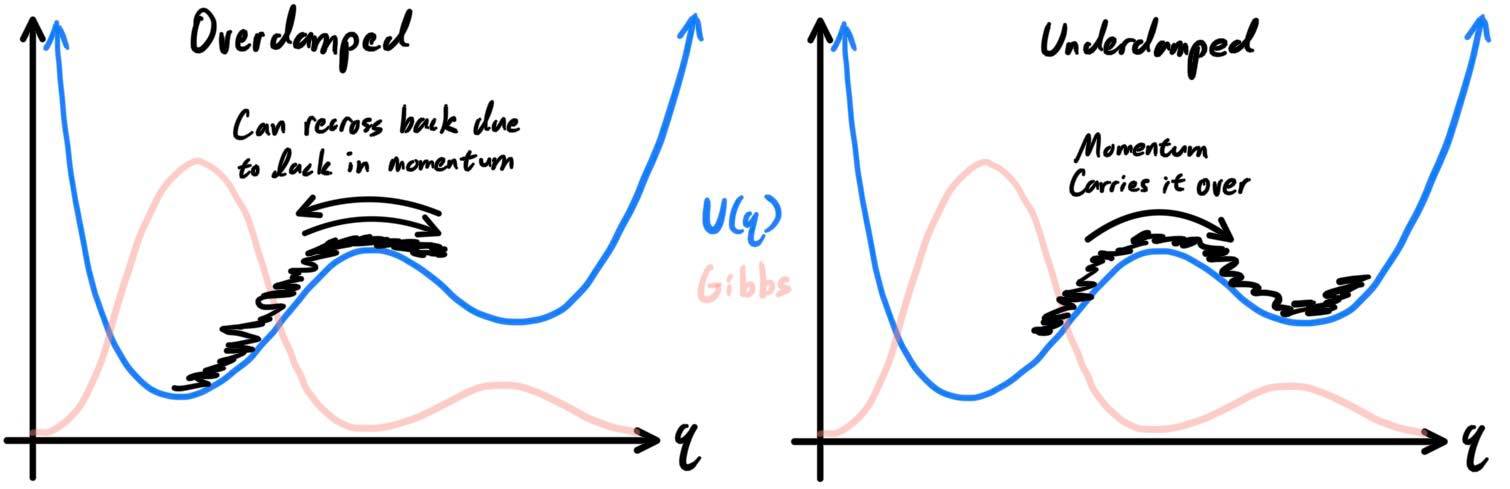 Overdamped
Can recross back due
to lack in momentum
q
U(q)
Gibbs
Underdamped
Momentum
Carries it over
q